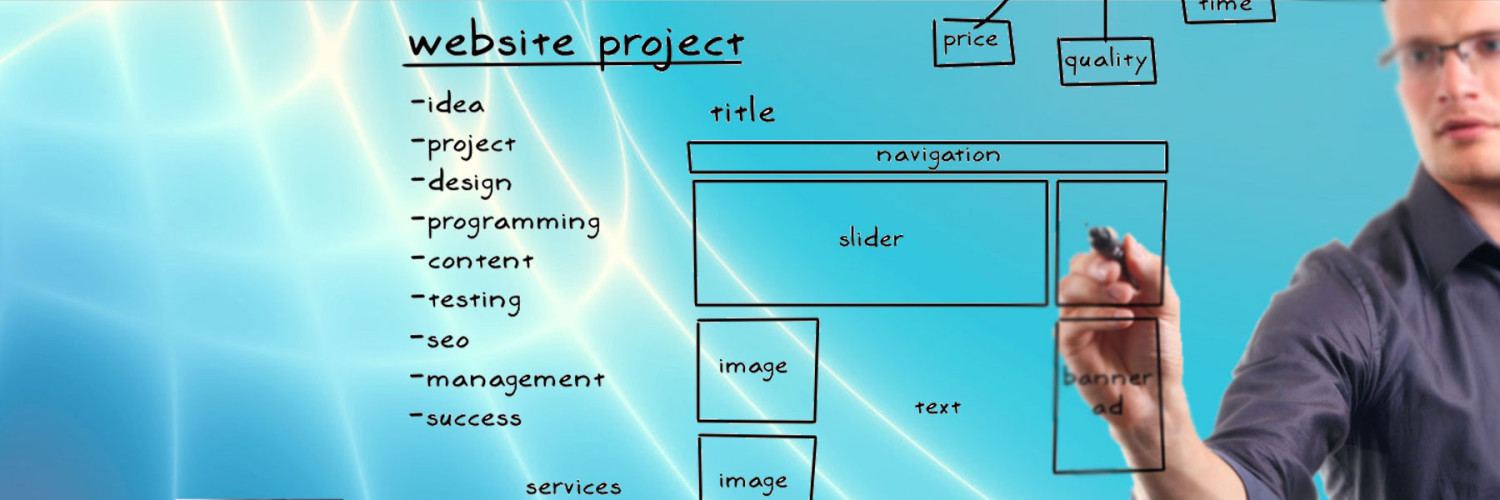 website project
-idea
-project
-design
-programming
-content
-testing
-seo
-management
-success
services
price
quality
time
title
navigation
slider
image
text
banner
ad
image